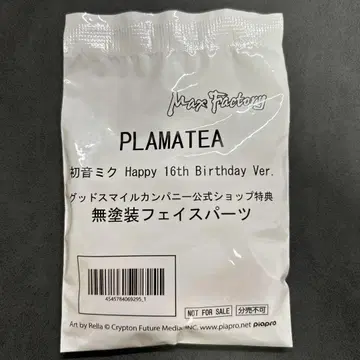 Max Factory
PLAMATEA
初音ミク Happy 16th Birthday Ver.
グッドスマイルカンパニー公式ショップ特典
無塗装フェイスパーツ
4545784069295_1
NOT FOR SALE 分売不可
Art by Rella © Crypton Future Media, INC. www.piapro.net piapro